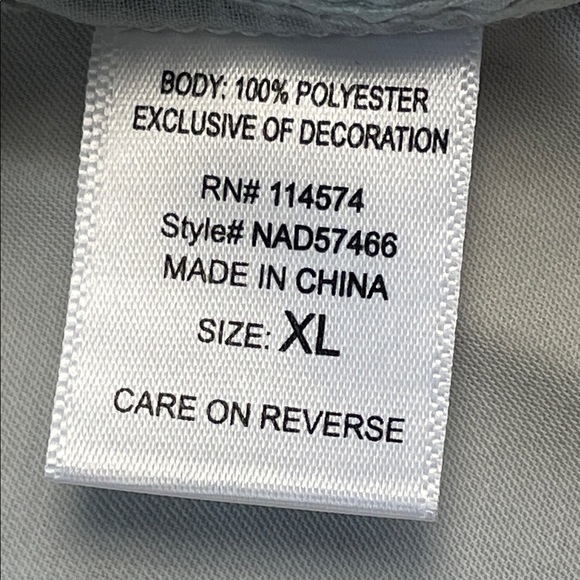 BODY: 100% POLYESTER
EXCLUSIVE OF DECORATION
RN# 114574
Style# NAD57466
MADE IN CHINA
SIZE: XL
CARE ON REVERSE